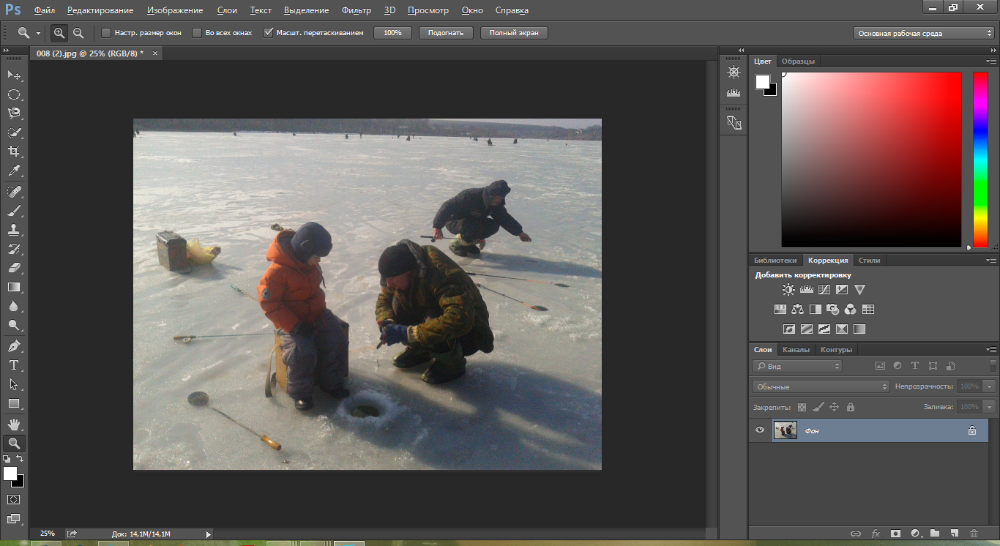 Ps Файл Редактирование Изображение Слои Текст Выделение Фильтр 3D Просмотр Окно Справка
Настр. размер окон Во всех окнах Масшт. перетаскиванием 100% Подогнать Полный экран Основная рабочая среда
008 (2).jpg @ 25% (RGB/8) * ×
Цвет Образцы
Библиотеки Коррекция Стили
Добавить корректировку
Слои Каналы Контуры
Вид
Обычные Непрозрачность: 100%
Закрепить: Заливка: 100%
Фон
25% Док: 14,1M/14,1M